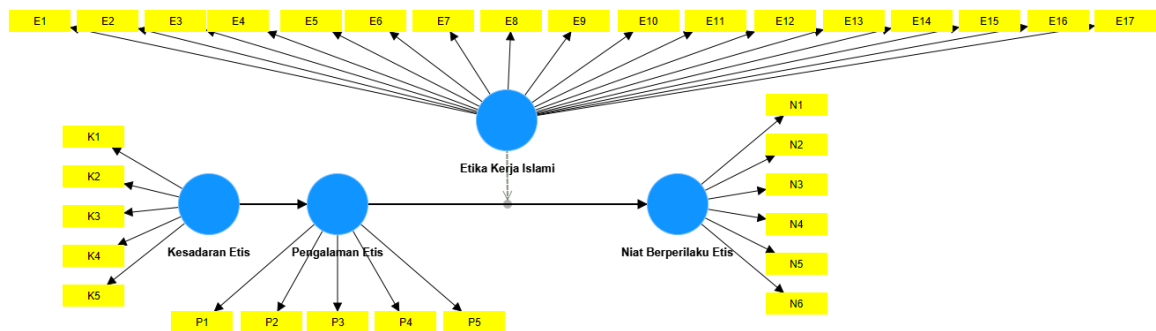 E1
E2
E3
E4
E5
E6
E7
E8
E9
E10
E11
E12
E13
E14
E15
E16
E17
Etika Kerja Islami
K1
K2
K3
K4
K5
Kesadaran Etis
Pengalaman Etis
P1
P2
P3
P4
P5
Niat Berperilaku Etis
N1
N2
N3
N4
N5
N6